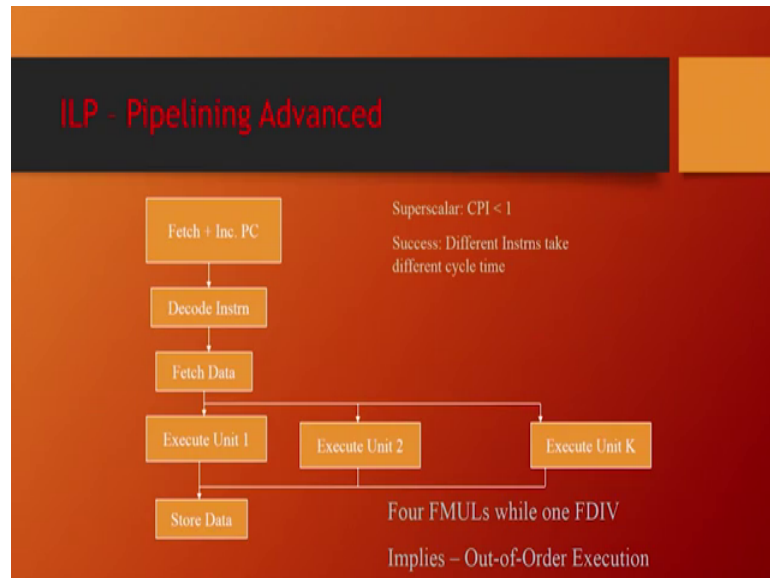 ILP – Pipelining Advanced
Fetch + Inc. PC
Superscalar: CPI < 1
Success: Different Instrns take
different cycle time
Decode Instrn
Fetch Data
Execute Unit 1
Execute Unit 2
Execute Unit K
Store Data
Four FMULs while one FDIV
Implies – Out-of-Order Execution